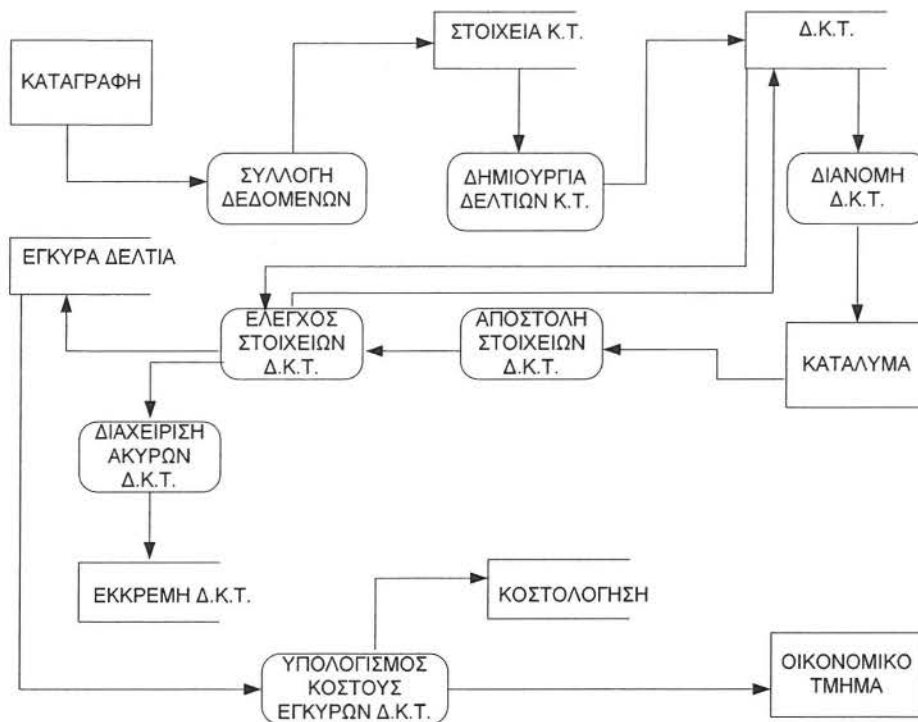 ΣΤΟΙΧΕΙΑ Κ.Τ.
Δ.Κ.Τ.
ΚΑΤΑΓΡΑΦΗ
ΣΥΛΛΟΓΗ
ΔΕΔΟΜΕΝΩΝ
ΔΗΜΙΟΥΡΓΙΑ
ΔΕΛΤΙΩΝ Κ.Τ.
ΔΙΑΝΟΜΗ
Δ.Κ.Τ.
ΕΓΚΥΡΑ ΔΕΛΤΙΑ
ΕΛΕΓΧΟΣ
ΣΤΟΙΧΕΙΩΝ
Δ.Κ.Τ.
ΑΠΟΣΤΟΛΗ
ΣΤΟΙΧΕΙΩΝ
Δ.Κ.Τ.
ΚΑΤΑΛΥΜΑ
ΔΙΑΧΕΙΡΙΣΗ
ΑΚΥΡΩΝ
Δ.Κ.Τ.
ΕΚΚΡΕΜΗ Δ.Κ.Τ.
ΚΟΣΤΟΛΟΓΗΣΗ
ΥΠΟΛΟΓΙΣΜΟΣ
ΚΟΣΤΟΥΣ
ΕΓΚΥΡΩΝ Δ.Κ.Τ.
ΟΙΚΟΝΟΜΙΚΟ
ΤΜΗΜΑ